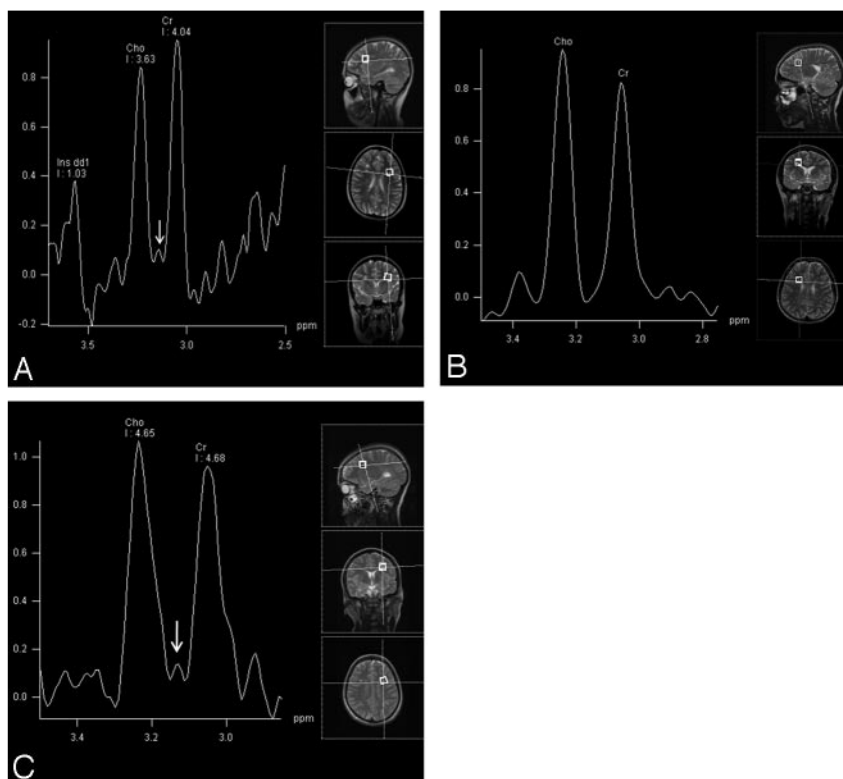 Cr
I : 4.04
Cho
I : 3.63
Ins dd1
I : 1.03
0.8
0.6
0.4
0.2
0.0
-0.2
ppm
3.5
3.0
2.5
A
Cho
Cr
0.8
0.6
0.4
0.2
0.0
ppm
3.4
3.2
3.0
2.8
B
Cho
I : 4.65
Cr
I : 4.68
1.0
0.8
0.6
0.4
0.2
0.0
ppm
3.4
3.2
3.0
C